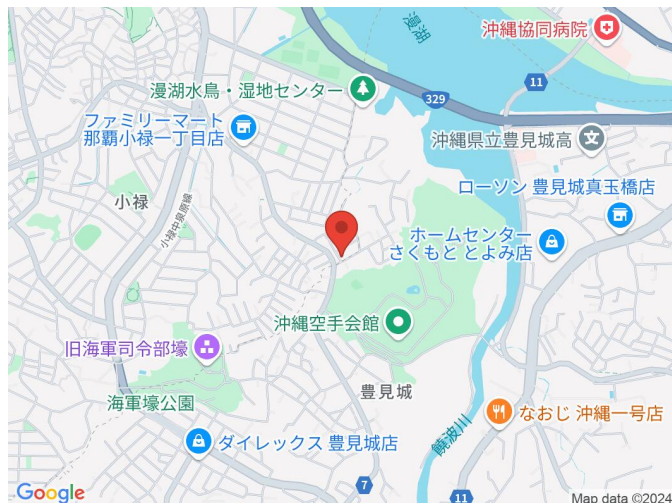 漫湖
沖縄協同病院
11
漫湖水鳥・湿地センター
329
ファミリーマート
那覇小禄一丁目店
沖縄県立豊見城高
ローソン 豊見城真玉橋店
小禄
小禄中泉原線
ホームセンター
さくもと とよみ店
沖縄空手会館
旧海軍司令部壕
豊見城
海軍壕公園
なおじ 沖縄一号店
ダイレックス 豊見城店
饒波川
7
11
Google
Map data ©2024